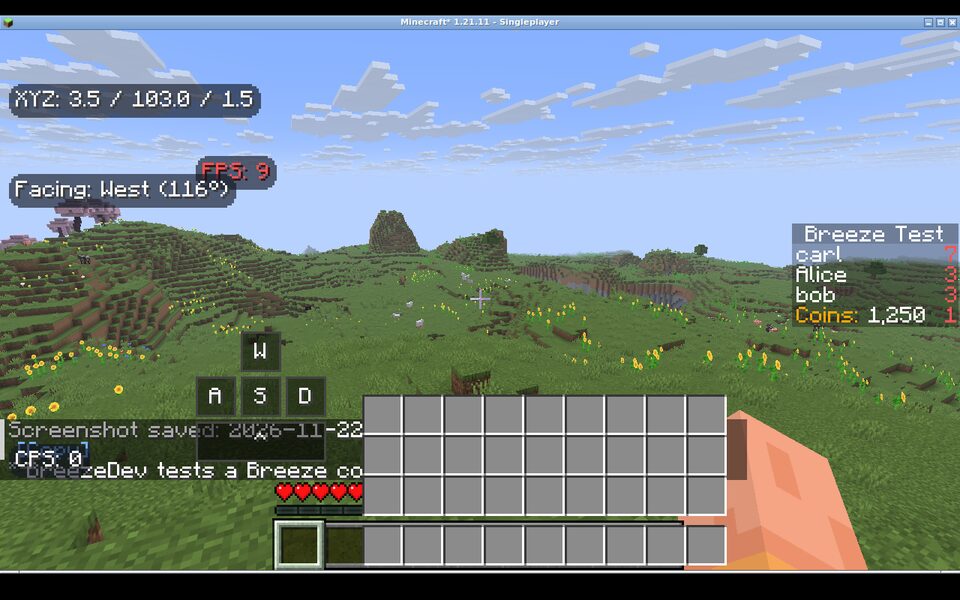 Minecraft* 1.21.11 - Singleplayer
XYZ: 3.5 / 103.0 / 1.5
FPS: 9
Facing: West (116°)
Breeze Test
carl 7
Alice 3
bob 3
Coins: 1,250 1
W
A S D
Screenshot saved: 2026-11-22
CPS: 0
BreezeDev tests a Breeze co